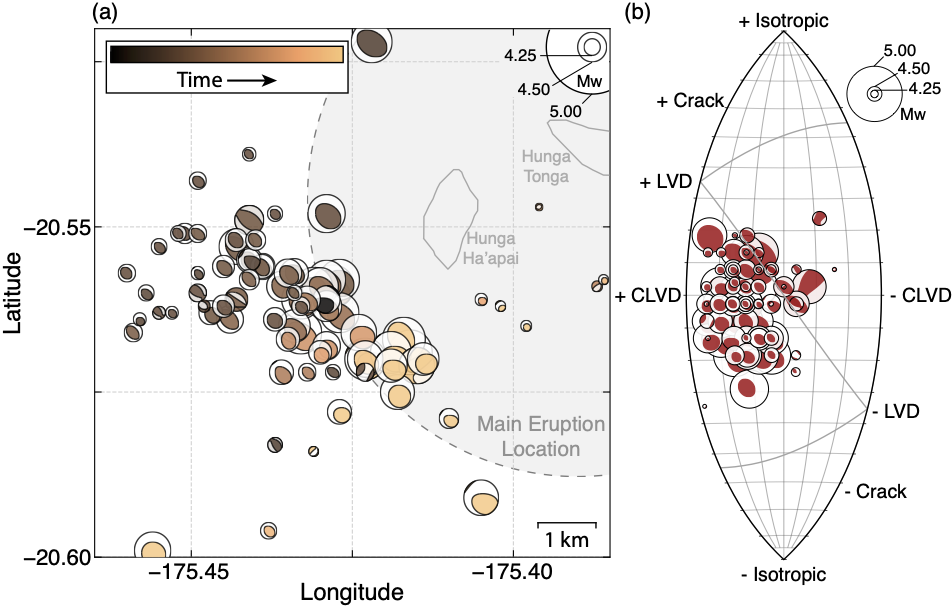 (a)
Time
4.25
Mw
4.50
5.00
Hunga
Tonga
Hunga
Ha'apai
Main Eruption
Location
1 km
−20.55
−20.60
Latitude
−175.45
−175.40
Longitude
(b)
+ Isotropic
5.00
4.50
4.25
Mw
+ Crack
+ LVD
+ CLVD
- CLVD
- LVD
- Crack
- Isotropic